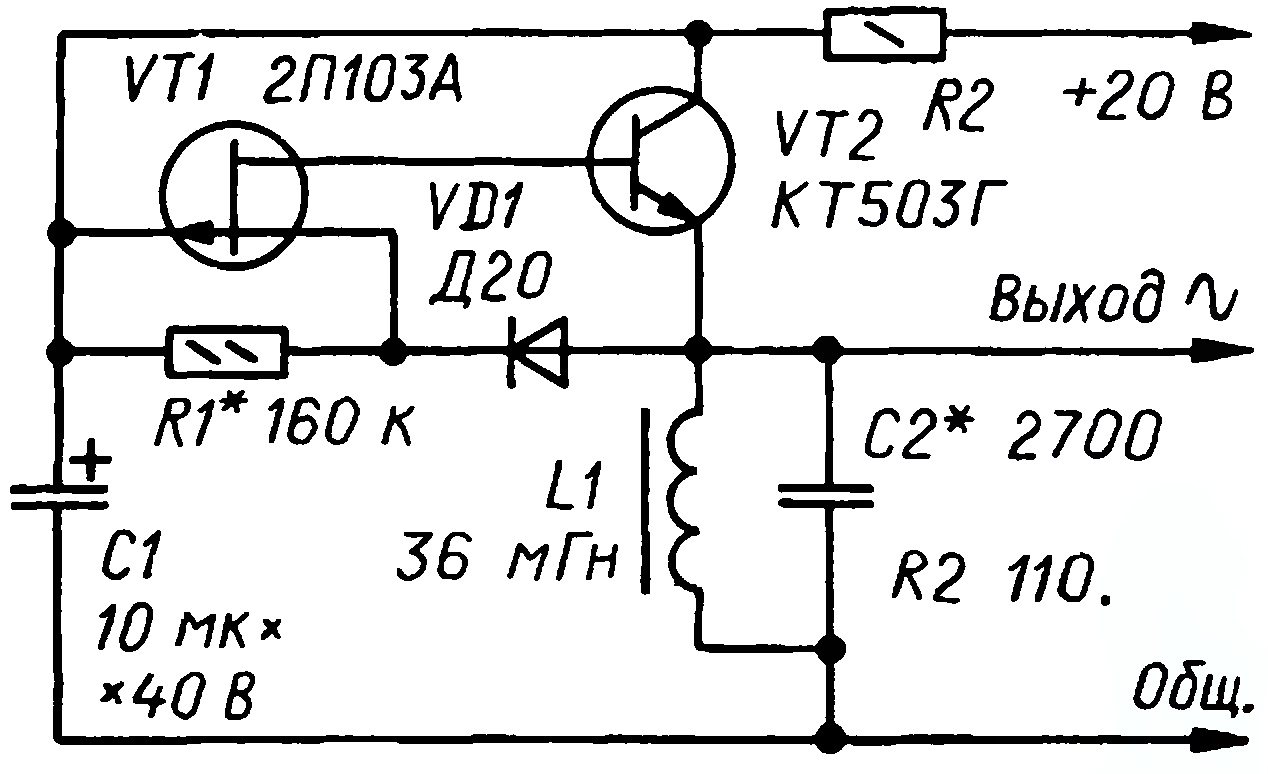 VT1 2П103А
R2
+20 В
VT2
КТ503Г
VD1
Д20
Выход ∿
R1* 160 к
C2* 2700
+
L1
36 мГн
C1
10 мк ×
×40 В
R2 110.
Общ.